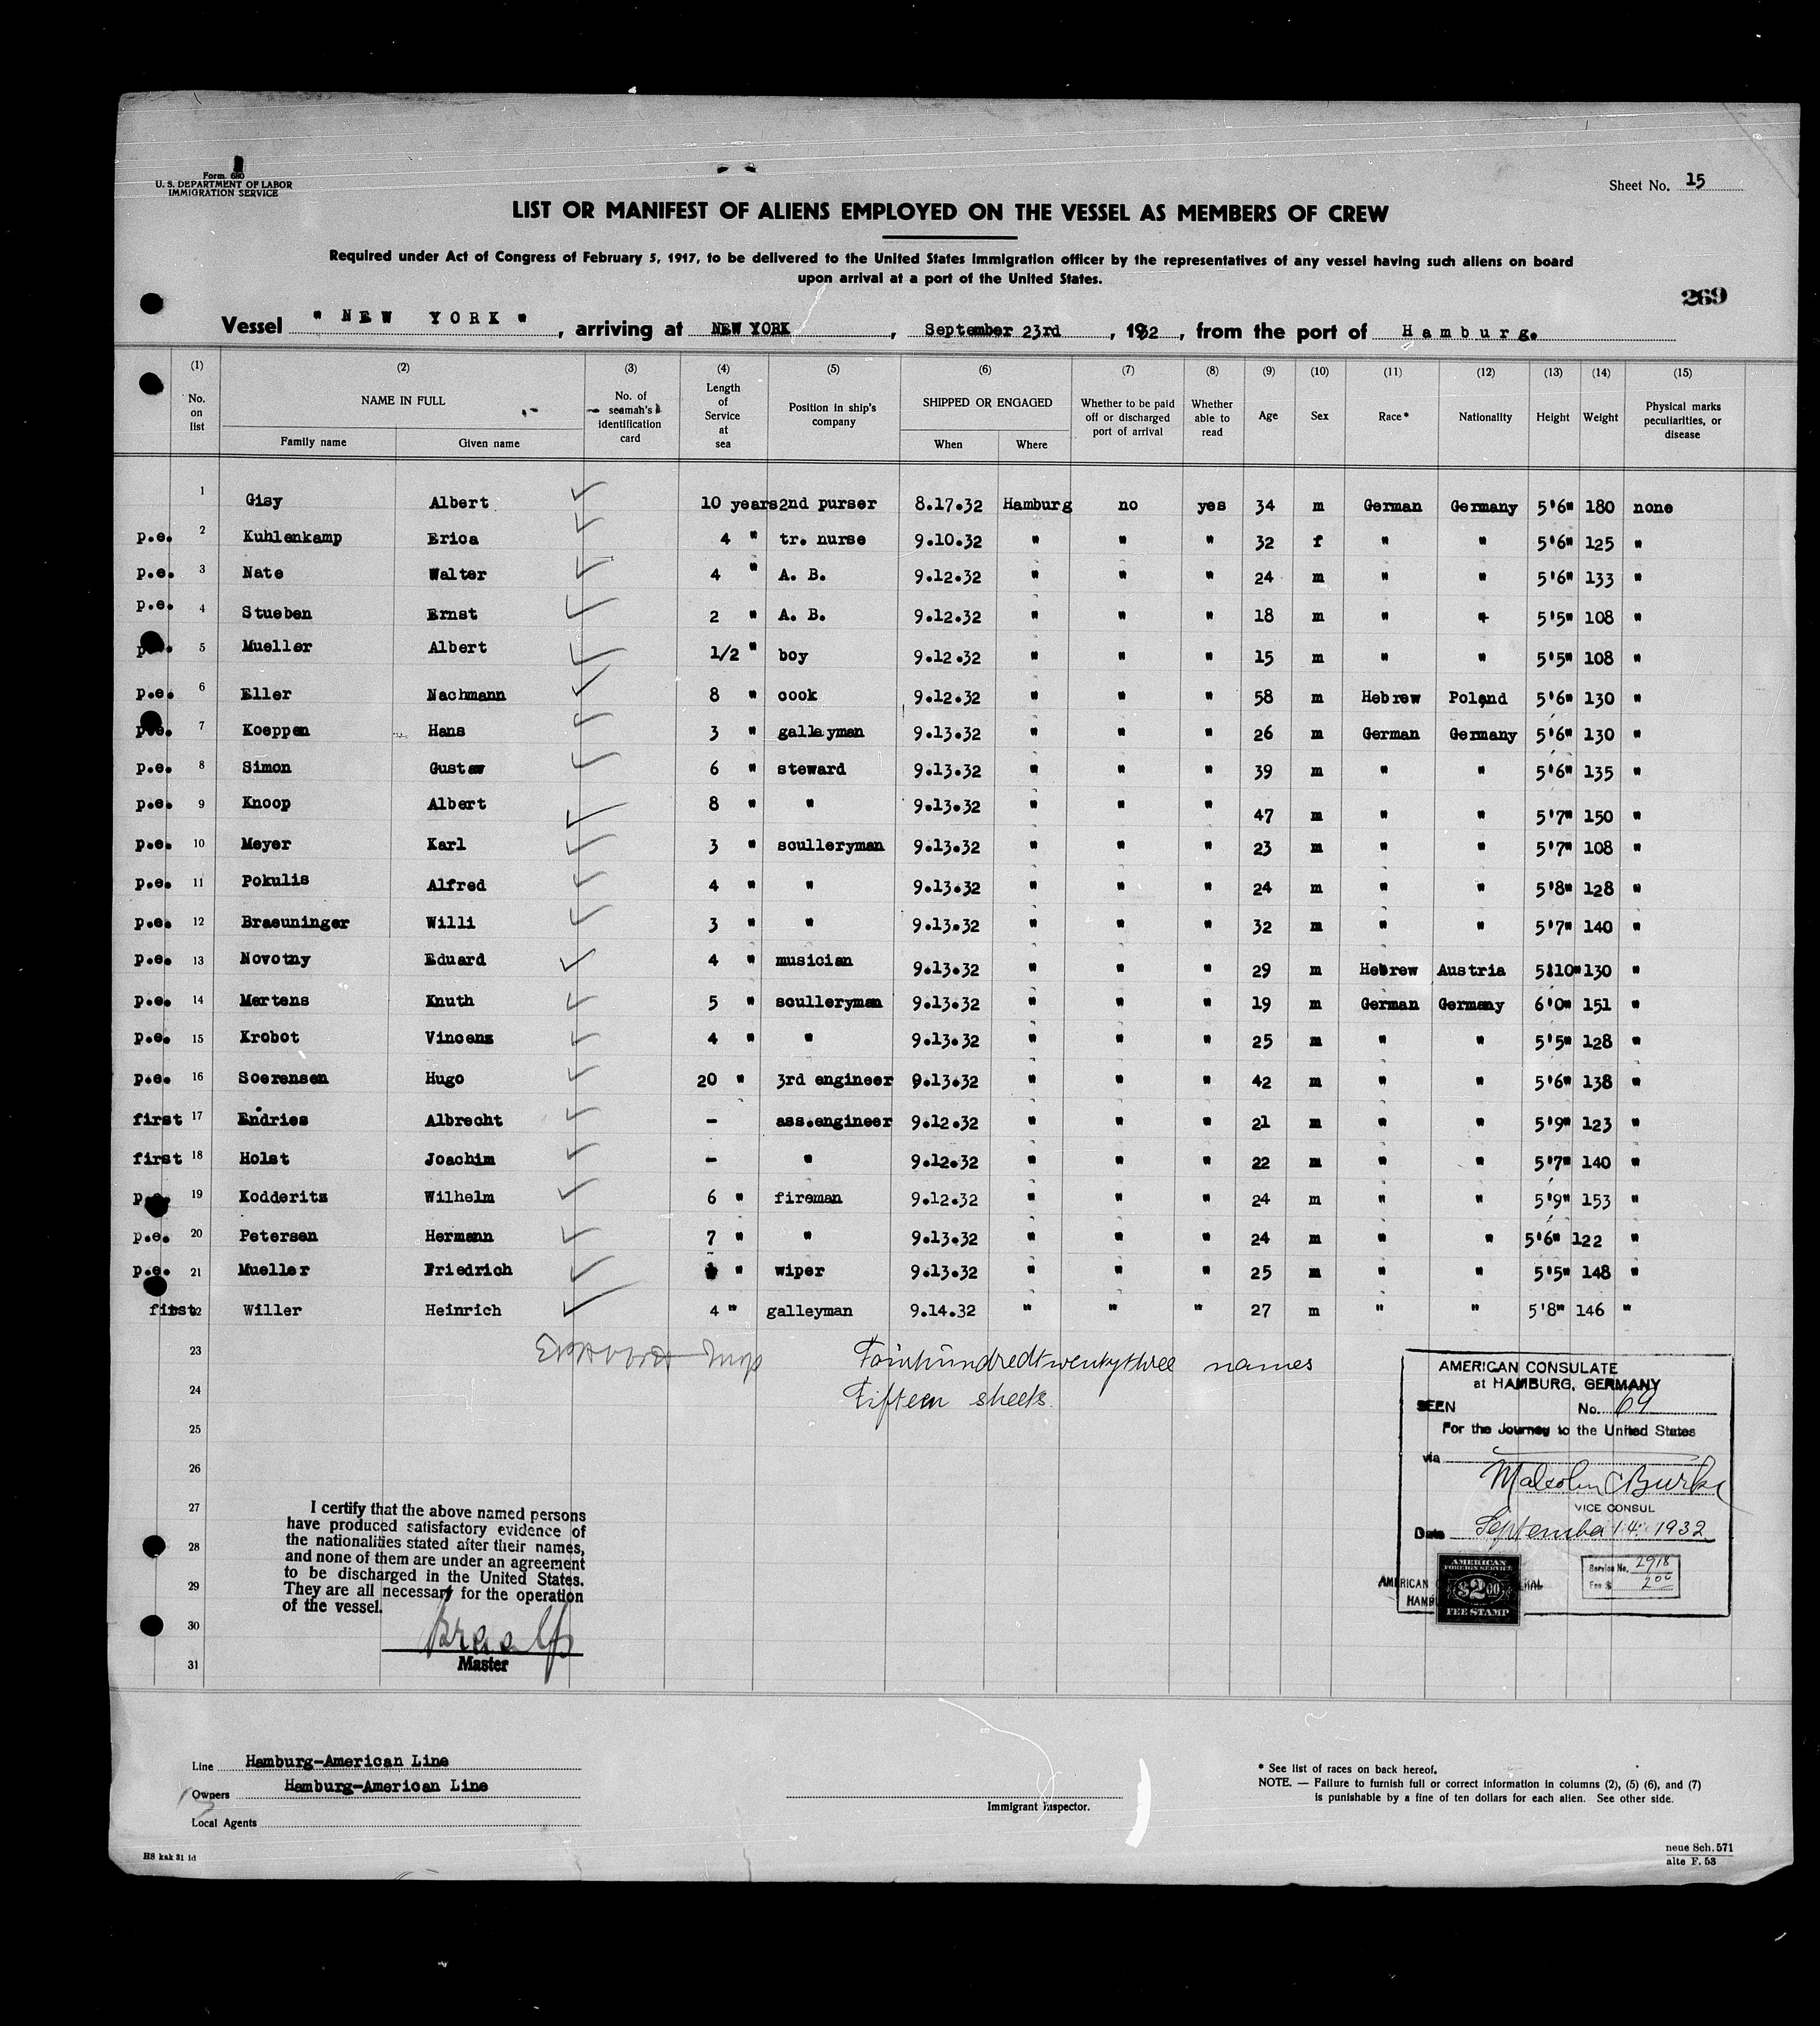 Form 680
U. S. DEPARTMENT OF LABOR
IMMIGRATION SERVICE
Sheet No. 15
LIST OR MANIFEST OF ALIENS EMPLOYED ON THE VESSEL AS MEMBERS OF CREW
Required under Act of Congress of February 5, 1917, to be delivered to the United States Immigration officer by the representatives of any vessel having such aliens on board
upon arrival at a port of the United States.
269
Vessel " NEW YORK ", arriving at NEW YORK, September 23rd, 1932, from the port of Hamburg.
(1) (2) (3) (4) (5) (6) (7) (8) (9) (10) (11) (12) (13) (14) (15)
No. on list NAME IN FULL Family name Given name No. of seaman's identification card Length of Service at sea Position in ship's company SHIPPED OR ENGAGED When Where Whether to be paid off or discharged port of arrival Whether able to read Age Sex Race* Nationality Height Weight Physical marks peculiarities, or disease
1 Gisy Albert 10 years 2nd purser 8.17.32 Hamburg no yes 34 m German Germany 5'6" 180 none
p.e. 2 Kuhlenkamp Erica 4 " tr. nurse 9.10.32 " " " 32 f " " 5'6" 125 "
p.e. 3 Nate Walter 4 " A. B. 9.12.32 " " " 24 m " " 5'6" 133 "
p.e. 4 Stueben Ernst 2 " A. B. 9.12.32 " " " 18 m " " 5'5" 108 "
p.e. 5 Mueller Albert 1/2 " boy 9.12.32 " " " 15 m " " 5'5" 108 "
p.e. 6 Eller Nachmann 8 " cook 9.12.32 " " " 58 m Hebrew Poland 5'6" 130 "
p.e. 7 Koeppen Hans 3 " galleyman 9.13.32 " " " 26 m German Germany 5'6" 130 "
p.e. 8 Simon Gustav 6 " steward 9.13.32 " " " 39 m " " 5'6" 135 "
p.e. 9 Knoop Albert 8 " " 9.13.32 " " " 47 m " " 5'7" 150 "
p.e. 10 Meyer Karl 3 " sculleryman 9.13.32 " " " 23 m " " 5'7" 108 "
p.e. 11 Pokulis Alfred 4 " " 9.13.32 " " " 24 m " " 5'8" 128 "
p.e. 12 Braeuninger Willi 3 " " 9.13.32 " " " 32 m " " 5'7" 140 "
p.e. 13 Novotny Eduard 4 " musician 9.13.32 " " " 29 m Hebrew Austria 5'10" 130 "
p.e. 14 Mertens Knuth 5 " sculleryman 9.13.32 " " " 19 m German Germany 6'0" 151 "
p.e. 15 Krobot Vincenz 4 " " 9.13.32 " " " 25 m " " 5'5" 128 "
p.e. 16 Soerensen Hugo 20 " 3rd engineer 9.13.32 " " " 42 m " " 5'6" 138 "
first 17 Endries Albrecht - ass.engineer 9.12.32 " " " 21 m " " 5'9" 123 "
first 18 Holst Joachim - " 9.12.32 " " " 22 m " " 5'7" 140 "
p.e. 19 Kodderitz Wilhelm 6 " fireman 9.12.32 " " " 24 m " " 5'9" 153 "
p.e. 20 Petersen Hermann 7 " " 9.13.32 " " " 24 m " " 5'6" 122 "
p.e. 21 Mueller Friedrich " wiper 9.13.32 " " " 25 m " " 5'5" 148 "
first 22 Willer Heinrich 4 " galleyman 9.14.32 " " " 27 m " " 5'8" 146 "
23 Fourhundredtwentythree names
24 Fifteen sheets.
25
26
27
28
29
30
31
AMERICAN CONSULATE
at HAMBURG, GERMANY
SEEN No. 69
For the Journey to the United States
via
Malcolm C Burke
VICE CONSUL
Date September 14. 1932
AMERICAN FOREIGN SERVICE
$2.00
FEE STAMP
Service No. 2918
Fee $ 2.00
I certify that the above named persons
have produced satisfactory evidence of
the nationalities stated after their names,
and none of them are under an agreement
to be discharged in the United States.
They are all necessary for the operation
of the vessel.
Master
Line Hamburg-American Line
Owners Hamburg-American Line
Local Agents
Immigrant Inspector.
* See list of races on back hereof.
NOTE. — Failure to furnish full or correct information in columns (2), (5) (6), and (7)
is punishable by a fine of ten dollars for each alien. See other side.
HS kak 31 1d
neue Sch. 571
alte F. 53